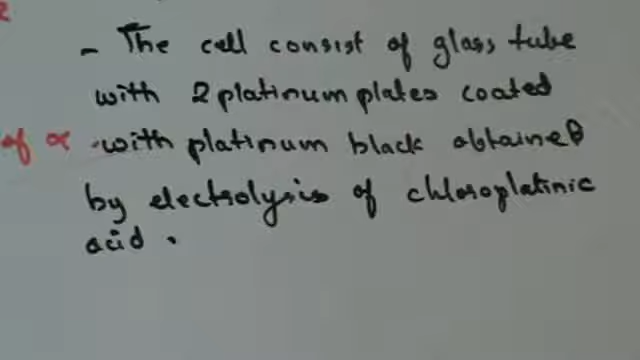 - The cell consist of glass tube
with 2 platinum plates coated
of α with platinum black obtained
by electrolysis of chloroplatinic
acid.